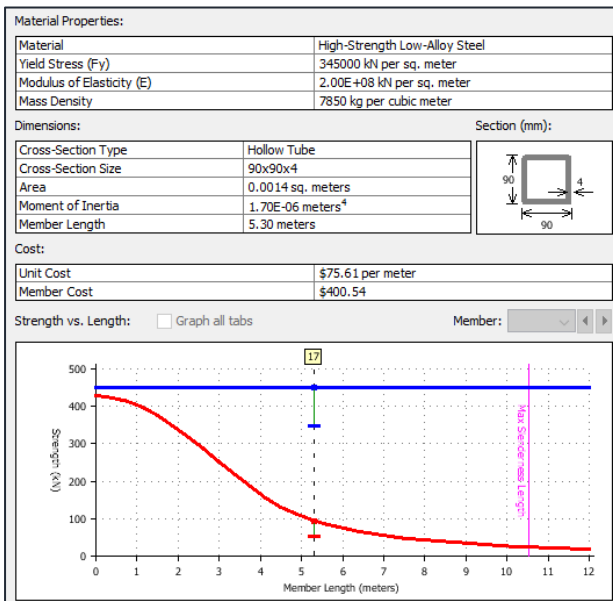 Material Properties:
Material High-Strength Low-Alloy Steel
Yield Stress (Fy) 345000 kN per sq. meter
Modulus of Elasticity (E) 2.00E+08 kN per sq. meter
Mass Density 7850 kg per cubic meter
Dimensions: Section (mm):
Cross-Section Type Hollow Tube
Cross-Section Size 90x90x4
Area 0.0014 sq. meters
Moment of Inertia 1.70E-06 meters⁴
Member Length 5.30 meters
90
4
90
Cost:
Unit Cost $75.61 per meter
Member Cost $400.54
Strength vs. Length: Graph all tabs Member:
17
500
400
300
200
100
0
Strength (kN)
Max Slenderness Length
0 1 2 3 4 5 6 7 8 9 10 11 12
Member Length (meters)